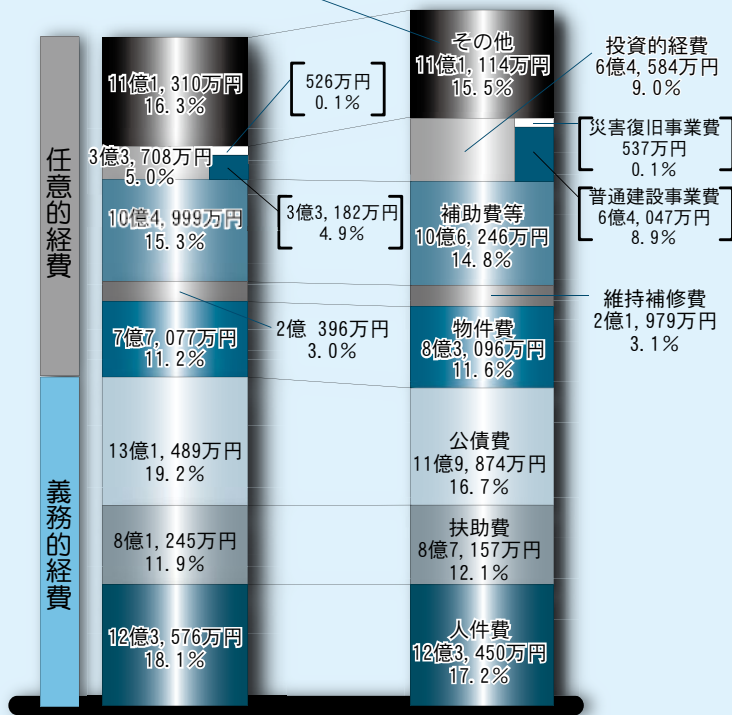 任意的経費
義務的経費
11億1,310万円
16.3%
526万円
0.1%
3億3,708万円
5.0%
3億3,182万円
4.9%
10億4,999万円
15.3%
2億 396万円
3.0%
7億7,077万円
11.2%
13億1,489万円
19.2%
8億1,245万円
11.9%
12億3,576万円
18.1%
その他
11億1,114万円
15.5%
投資的経費
6億4,584万円
9.0%
災害復旧事業費
537万円
0.1%
普通建設事業費
6億4,047万円
8.9%
補助費等
10億6,246万円
14.8%
維持補修費
2億1,979万円
3.1%
物件費
8億3,096万円
11.6%
公債費
11億9,874万円
16.7%
扶助費
8億7,157万円
12.1%
人件費
12億3,450万円
17.2%